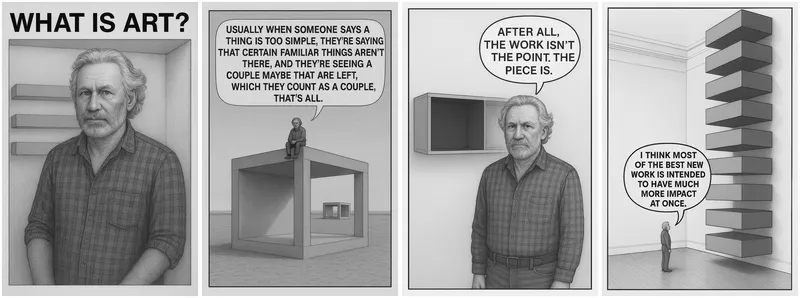 WHAT IS ART?
USUALLY WHEN SOMEONE SAYS A
THING IS TOO SIMPLE, THEY'RE SAYING
THAT CERTAIN FAMILIAR THINGS AREN'T
THERE, AND THEY'RE SEEING A
COUPLE MAYBE THAT ARE LEFT,
WHICH THEY COUNT AS A COUPLE,
THAT'S ALL.
AFTER ALL,
THE WORK ISN'T
THE POINT. THE
PIECE IS.
I THINK MOST
OF THE BEST NEW
WORK IS INTENDED
TO HAVE MUCH
MORE IMPACT
AT ONCE.